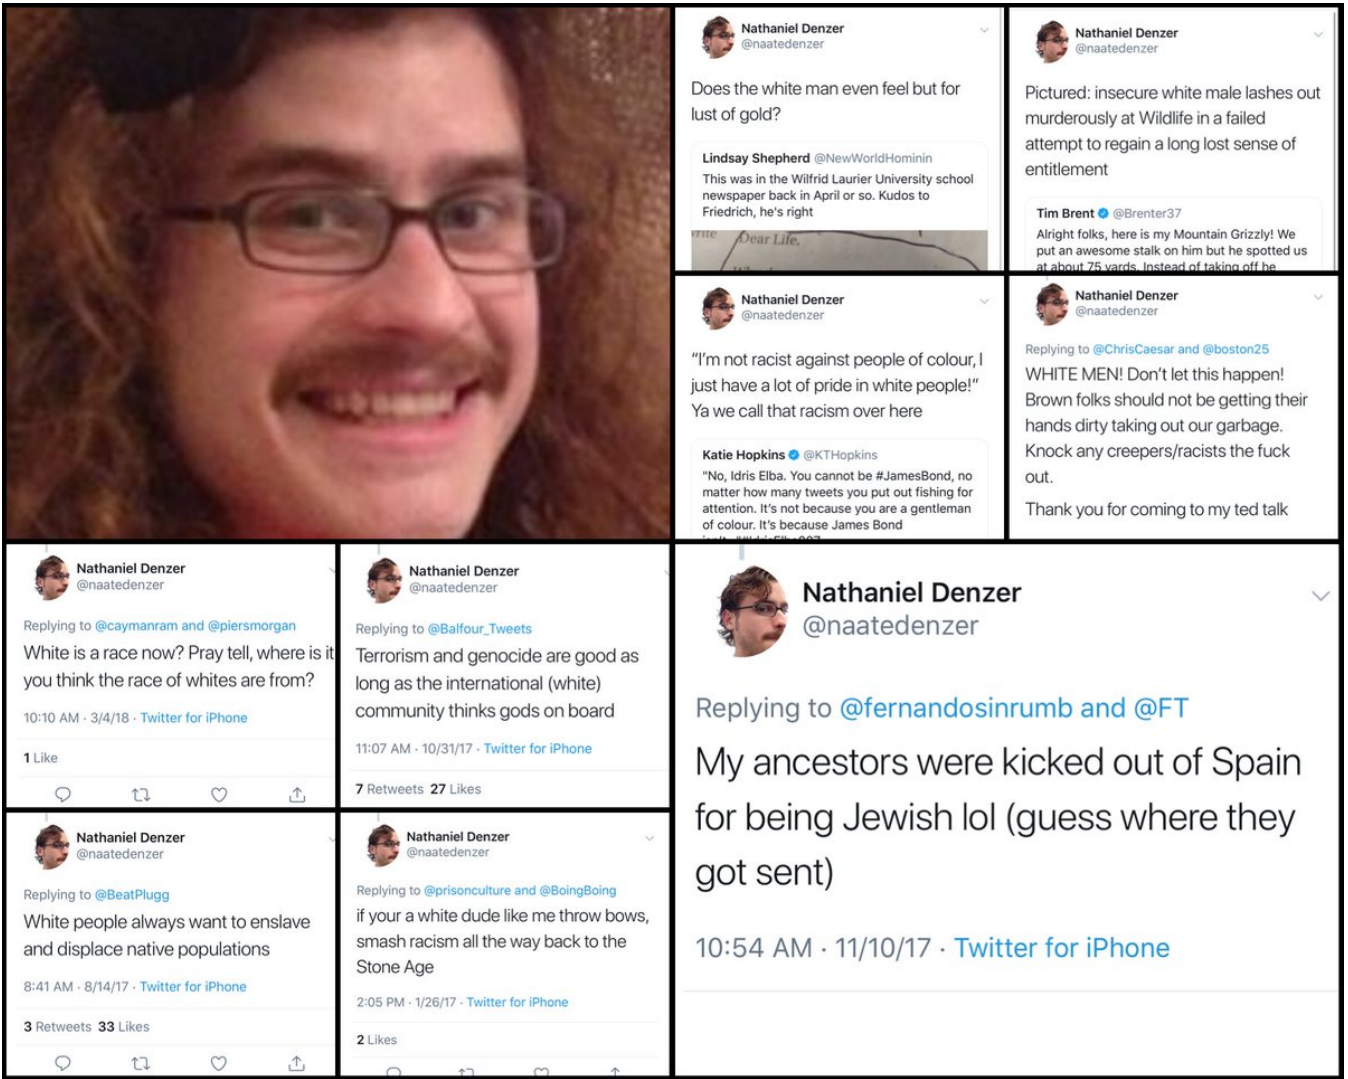 Nathaniel Denzer
@naatedenzer
Does the white man even feel but for
lust of gold?
Lindsay Shepherd @NewWorldHominin
This was in the Wilfrid Laurier University school
newspaper back in April or so. Kudos to
Friedrich, he's right
Dear Life,
Nathaniel Denzer
@naatedenzer
Pictured: insecure white male lashes out
murderously at Wildlife in a failed
attempt to regain a long lost sense of
entitlement
Tim Brent @Brenter37
Alright folks, here is my Mountain Grizzly! We
put an awesome stalk on him but he spotted us
at about 75 yards. Instead of taking off he
Nathaniel Denzer
@naatedenzer
“I’m not racist against people of colour, I
just have a lot of pride in white people!”
Ya we call that racism over here
Katie Hopkins @KTHopkins
"No, Idris Elba. You cannot be #JamesBond, no
matter how many tweets you put out fishing for
attention. It's not because you are a gentleman
of colour. It's because James Bond
Nathaniel Denzer
@naatedenzer
Replying to @ChrisCaesar and @boston25
WHITE MEN! Don’t let this happen!
Brown folks should not be getting their
hands dirty taking out our garbage.
Knock any creepers/racists the fuck
out.
Thank you for coming to my ted talk
Nathaniel Denzer
@naatedenzer
Replying to @caymanram and @piersmorgan
White is a race now? Pray tell, where is it
you think the race of whites are from?
10:10 AM · 3/4/18 · Twitter for iPhone
1 Like
Nathaniel Denzer
@naatedenzer
Replying to @Balfour_Tweets
Terrorism and genocide are good as
long as the international (white)
community thinks gods on board
11:07 AM · 10/31/17 · Twitter for iPhone
7 Retweets 27 Likes
Nathaniel Denzer
@naatedenzer
Replying to @fernandosinrumb and @FT
My ancestors were kicked out of Spain
for being Jewish lol (guess where they
got sent)
10:54 AM · 11/10/17 · Twitter for iPhone
Nathaniel Denzer
@naatedenzer
Replying to @BeatPlugg
White people always want to enslave
and displace native populations
8:41 AM · 8/14/17 · Twitter for iPhone
3 Retweets 33 Likes
Nathaniel Denzer
@naatedenzer
Replying to @prisonculture and @BoingBoing
if your a white dude like me throw bows,
smash racism all the way back to the
Stone Age
2:05 PM · 1/26/17 · Twitter for iPhone
2 Likes